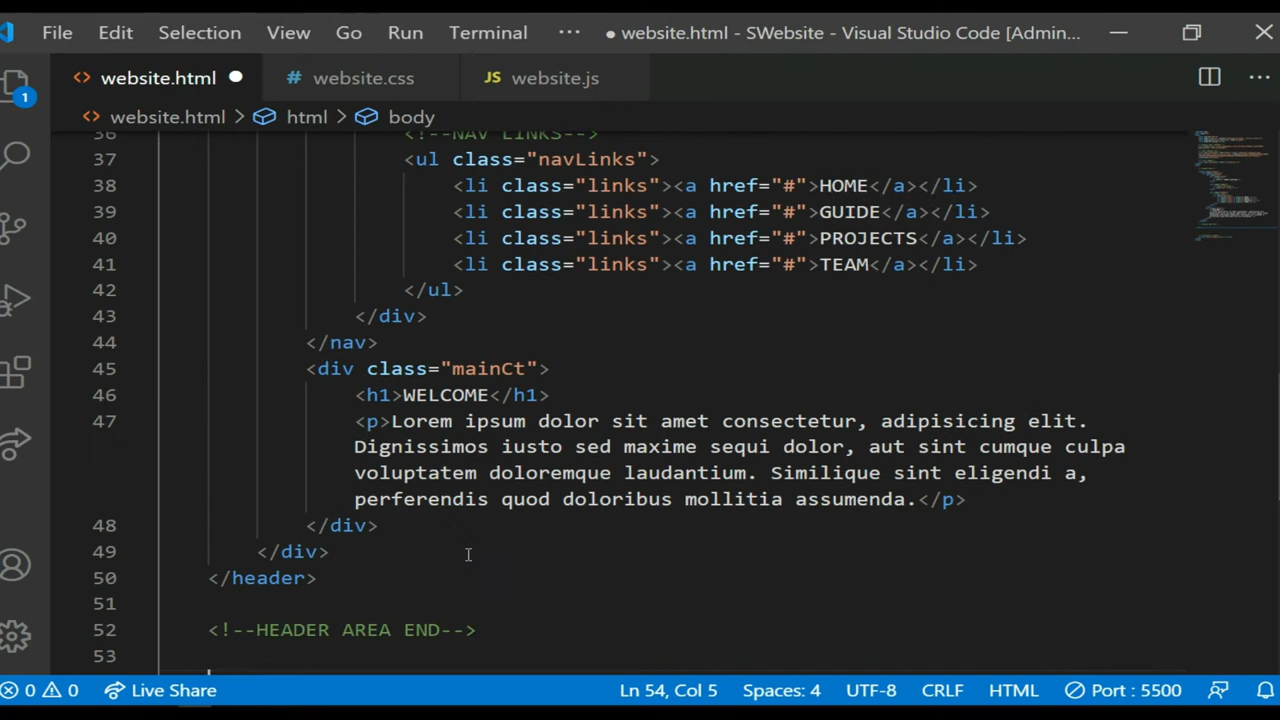 File Edit Selection View Go Run Terminal ··· ● website.html - SWebsite - Visual Studio Code [Admin...
<> website.html ● # website.css JS website.js ···
1
<> website.html > html > body
36 <!--NAV LINKS-->
37 <ul class="navLinks">
38 <li class="links"><a href="#">HOME</a></li>
39 <li class="links"><a href="#">GUIDE</a></li>
40 <li class="links"><a href="#">PROJECTS</a></li>
41 <li class="links"><a href="#">TEAM</a></li>
42 </ul>
43 </div>
44 </nav>
45 <div class="mainCt">
46 <h1>WELCOME</h1>
47 <p>Lorem ipsum dolor sit amet consectetur, adipisicing elit.
Dignissimos iusto sed maxime sequi dolor, aut sint cumque culpa
voluptatem doloremque laudantium. Similique sint eligendi a,
perferendis quod doloribus mollitia assumenda.</p>
48 </div>
49 </div>
50 </header>
51
52 <!--HEADER AREA END-->
53
0 0 Live Share Ln 54, Col 5 Spaces: 4 UTF-8 CRLF HTML Port : 5500